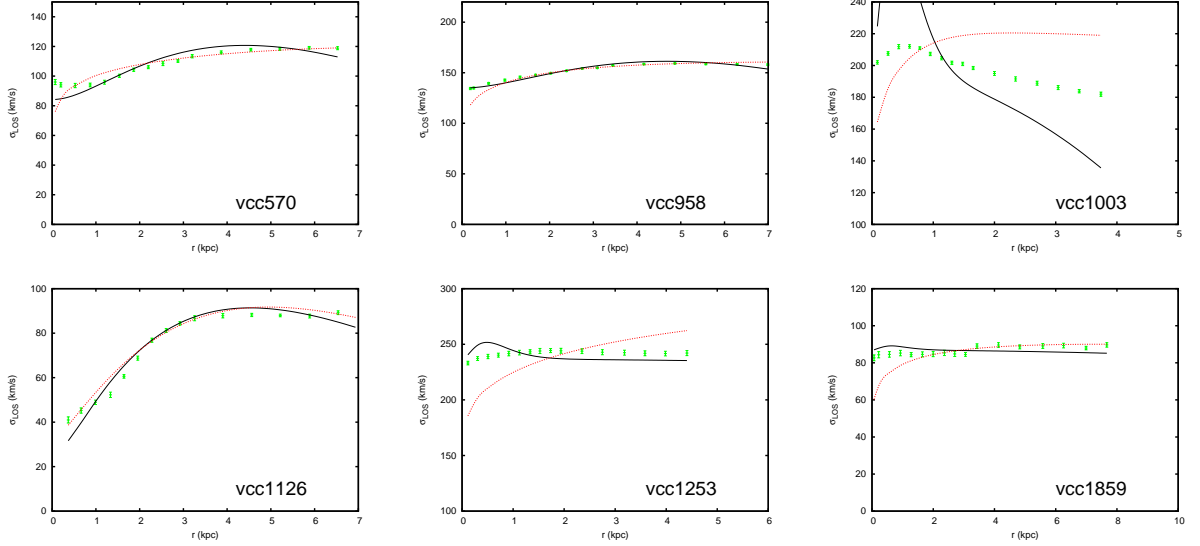 140
120
100
80
60
40
20
0
σLOS (km/s)
vcc570
0 1 2 3 4 5 6 7
r (kpc)
200
150
100
50
0
σLOS (km/s)
vcc958
0 1 2 3 4 5 6 7
r (kpc)
240
220
200
180
160
140
120
100
σLOS (km/s)
vcc1003
0 1 2 3 4 5
r (kpc)
100
80
60
40
20
0
σLOS (km/s)
vcc1126
0 1 2 3 4 5 6 7
r (kpc)
300
250
200
150
100
σLOS (km/s)
vcc1253
0 1 2 3 4 5 6
r (kpc)
120
100
80
60
40
20
0
σLOS (km/s)
vcc1859
0 2 4 6 8 10
r (kpc)